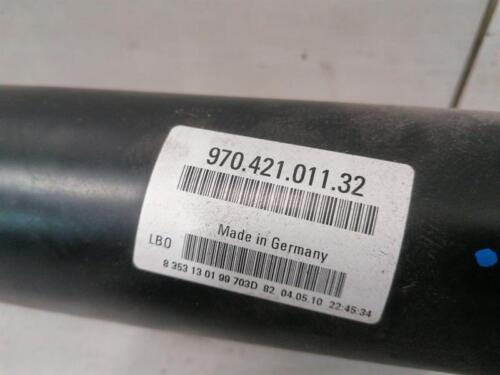 970.421.011.32
Made in Germany
LBO
8 353 13 01 99 703D 82 04.05.10 22:45:34